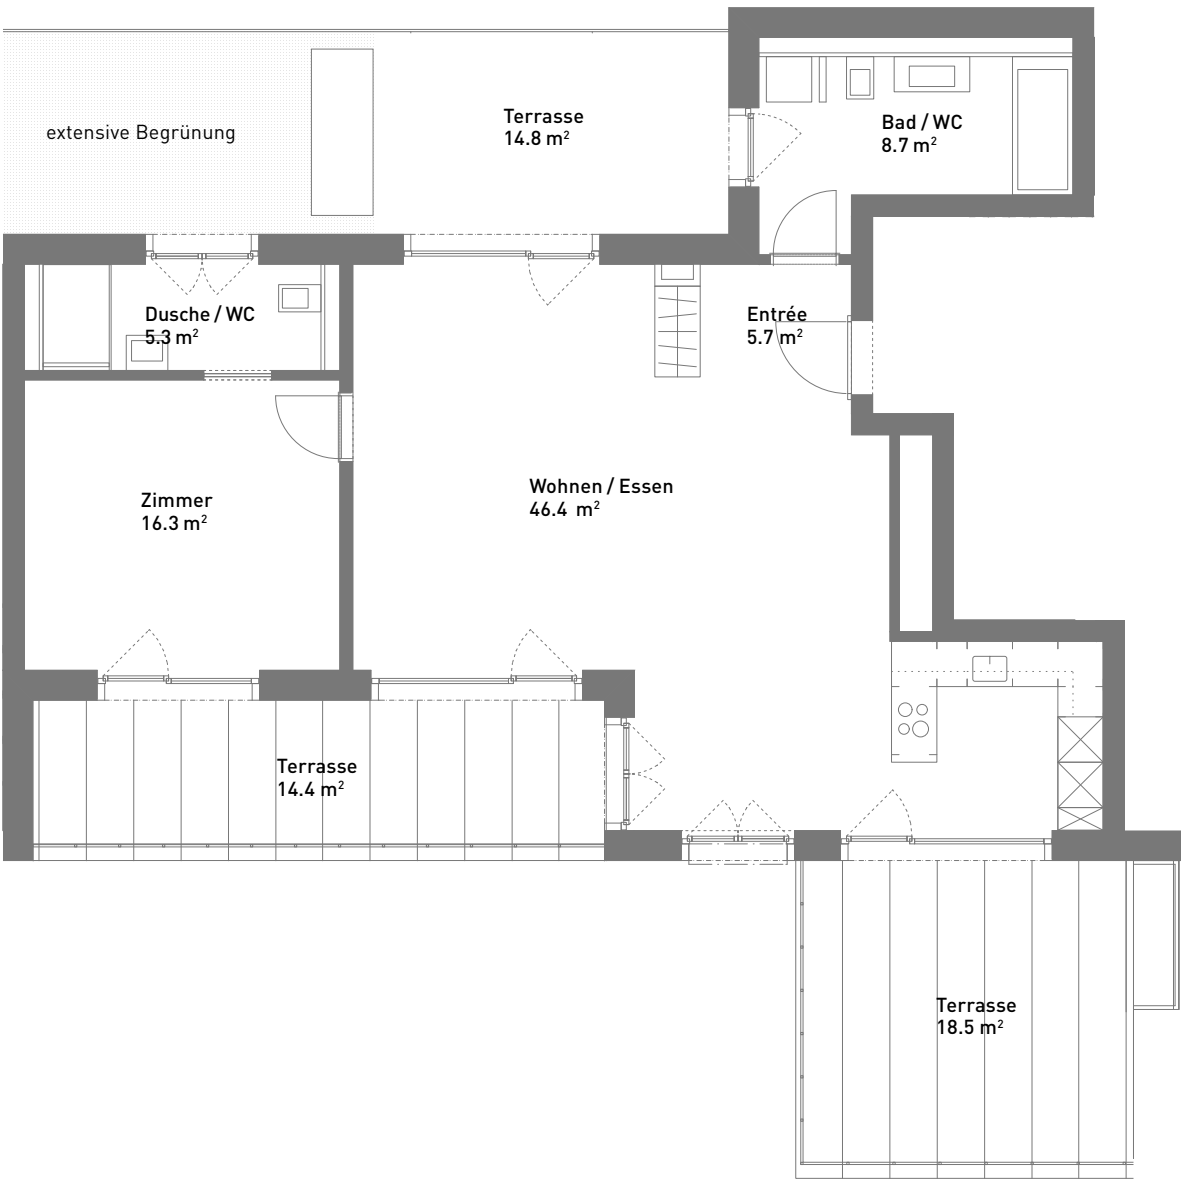 extensive Begrünung
Terrasse
14.8 m²
Bad / WC
8.7 m²
Dusche / WC
5.3 m²
Entrée
5.7 m²
Zimmer
16.3 m²
Wohnen / Essen
46.4 m²
Terrasse
14.4 m²
Terrasse
18.5 m²